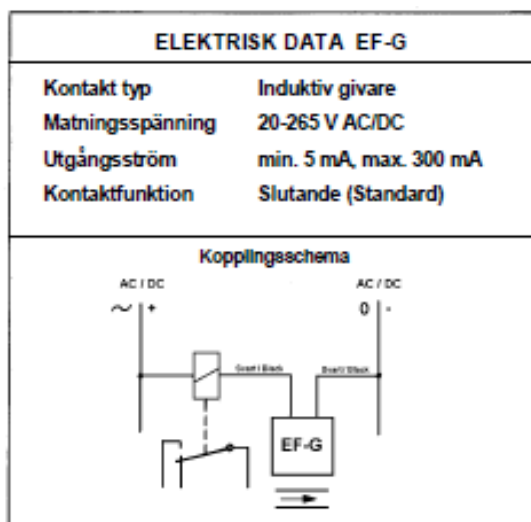 ELEKTRISK DATA EF-G
Kontakt typ Induktiv givare
Matningsspänning 20-265 V AC/DC
Utgångsström min. 5 mA, max. 300 mA
Kontaktfunktion Slutande (Standard)
Kopplingsschema
AC / DC AC / DC
~ + 0 -
Svart / Black Svart / Black
EF-G